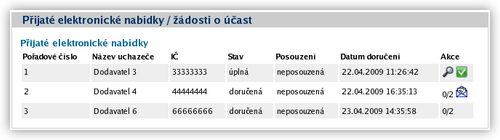 Přijaté elektronické nabídky / žádosti o účast
Přijaté elektronické nabídky
Pořadové číslo Název uchazeče IČ Stav Posouzení Datum doručení Akce
1 Dodavatel 3 33333333 úplná neposouzená 22.04.2009 11:26:42
2 Dodavatel 4 44444444 doručená neposouzená 22.04.2009 16:35:13 0/2
3 Dodavatel 6 66666666 doručená neposouzená 23.04.2009 14:35:58 0/2